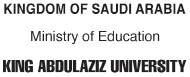 KINGDOM OF SAUDI ARABIA
Ministry of Education
KING ABDULAZIZ UNIVERSITY